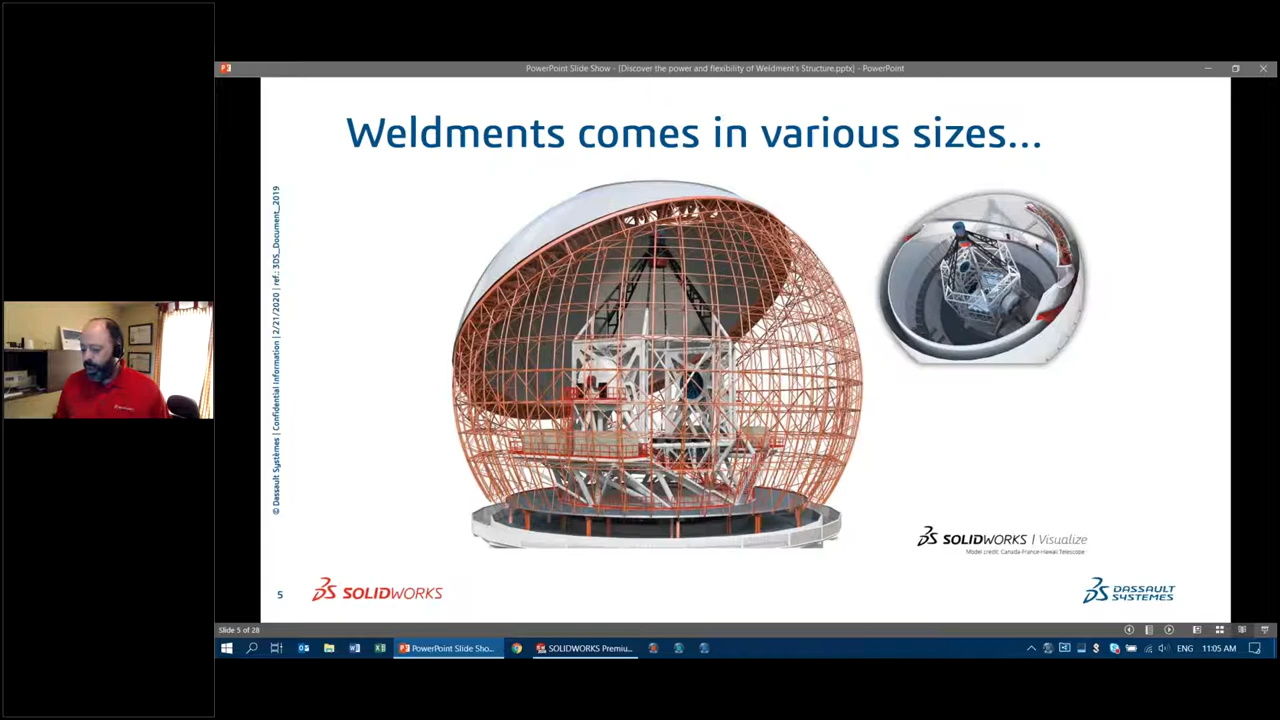 PowerPoint Slide Show - [Discover the power and flexibility of Weldment's Structure.pptx] - PowerPoint
Weldments comes in various sizes...
© Dassault Systèmes | Confidential Information | 2/21/2020 | ref.: 3DS_Document_2019
SOLIDWORKS | Visualize
Model credit: Canada-France-Hawaii Telescope
5
SOLIDWORKS
DASSAULT SYSTEMES
Slide 5 of 28
PowerPoint Slide Sho...
SOLIDWORKS Premiu...
ENG
11:05 AM